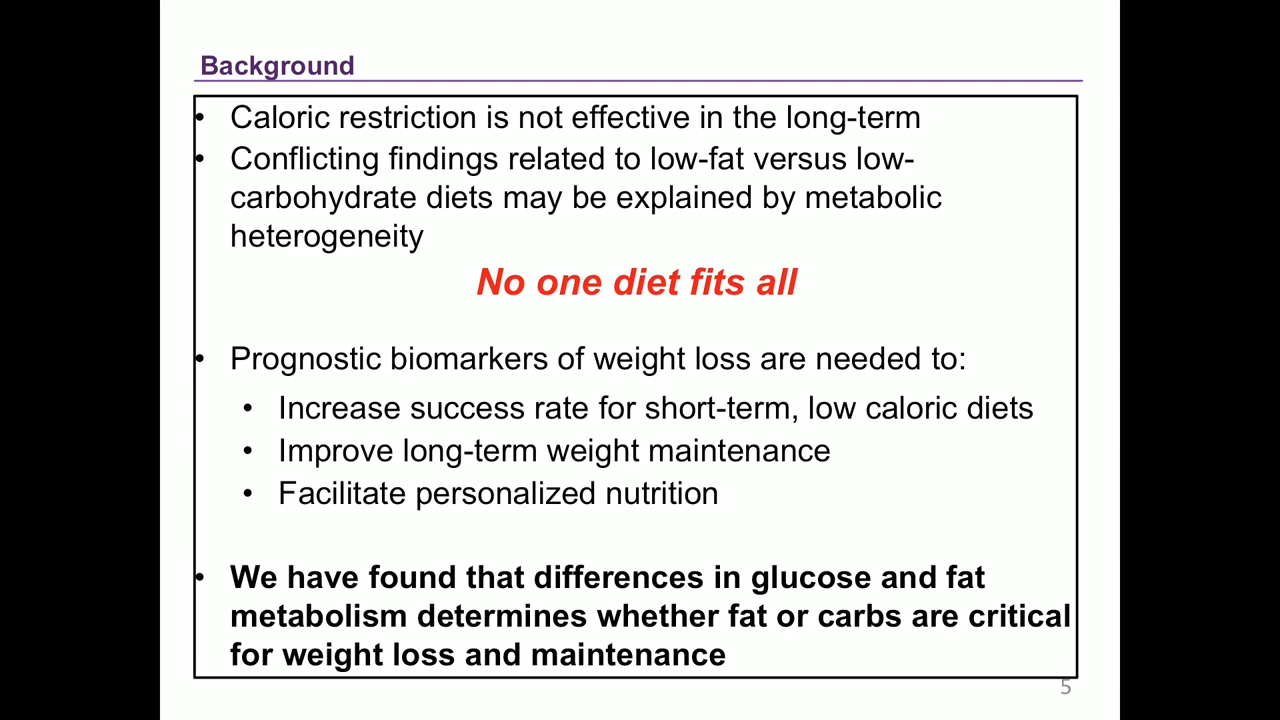 Background
• Caloric restriction is not effective in the long-term
• Conflicting findings related to low-fat versus low-
carbohydrate diets may be explained by metabolic
heterogeneity
No one diet fits all
• Prognostic biomarkers of weight loss are needed to:
• Increase success rate for short-term, low caloric diets
• Improve long-term weight maintenance
• Facilitate personalized nutrition
• We have found that differences in glucose and fat
metabolism determines whether fat or carbs are critical
for weight loss and maintenance
5